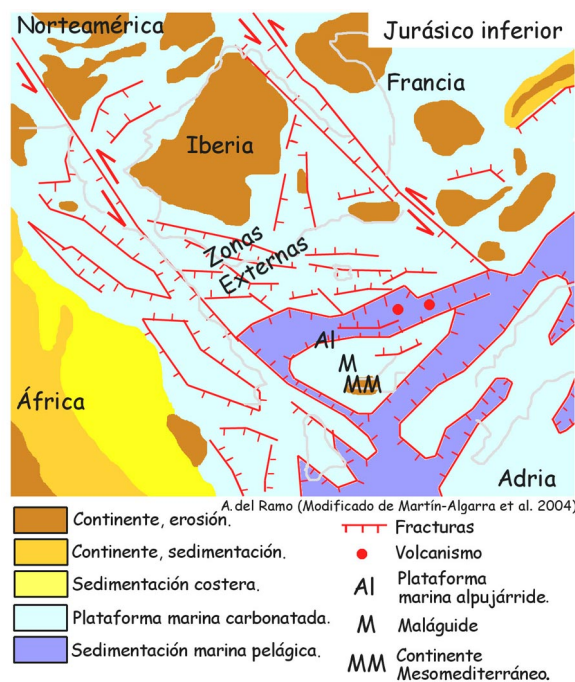 Norteamérica
Jurásico inferior
Francia
Iberia
Zonas
Externas
Al
M
MM
África
Adria
A. del Ramo (Modificado de Martín-Algarra et al. 2004)
Continente, erosión.
Continente, sedimentación.
Sedimentación costera.
Plataforma marina carbonatada.
Sedimentación marina pelágica.
Fracturas
Volcanismo
Al Plataforma
marina alpujárride.
M Maláguide
MM Continente
Mesomediterráneo.